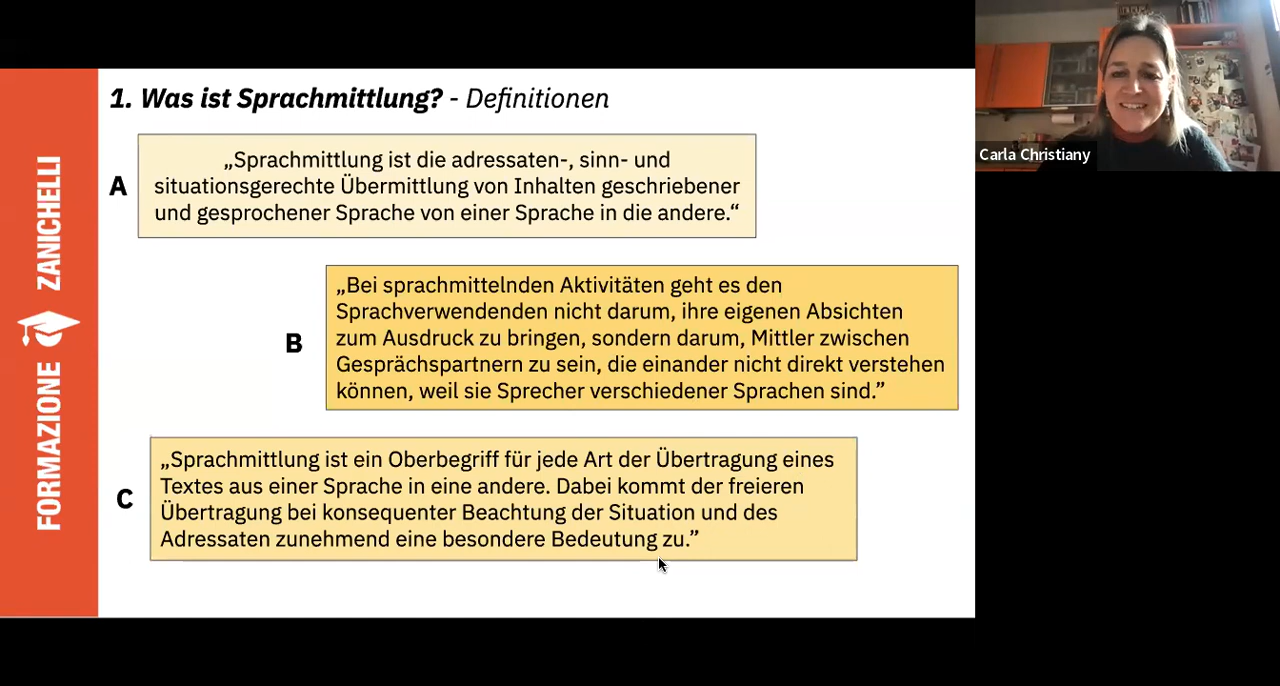 1. Was ist Sprachmittlung? - Definitionen
A
„Sprachmittlung ist die adressaten-, sinn- und
situationsgerechte Übermittlung von Inhalten geschriebener
und gesprochener Sprache von einer Sprache in die andere.“
B
„Bei sprachmittelnden Aktivitäten geht es den
Sprachverwendenden nicht darum, ihre eigenen Absichten
zum Ausdruck zu bringen, sondern darum, Mittler zwischen
Gesprächspartnern zu sein, die einander nicht direkt verstehen
können, weil sie Sprecher verschiedener Sprachen sind.”
C
„Sprachmittlung ist ein Oberbegriff für jede Art der Übertragung eines
Textes aus einer Sprache in eine andere. Dabei kommt der freieren
Übertragung bei konsequenter Beachtung der Situation und des
Adressaten zunehmend eine besondere Bedeutung zu.”
FORMAZIONE ZANICHELLI
Carla Christiany